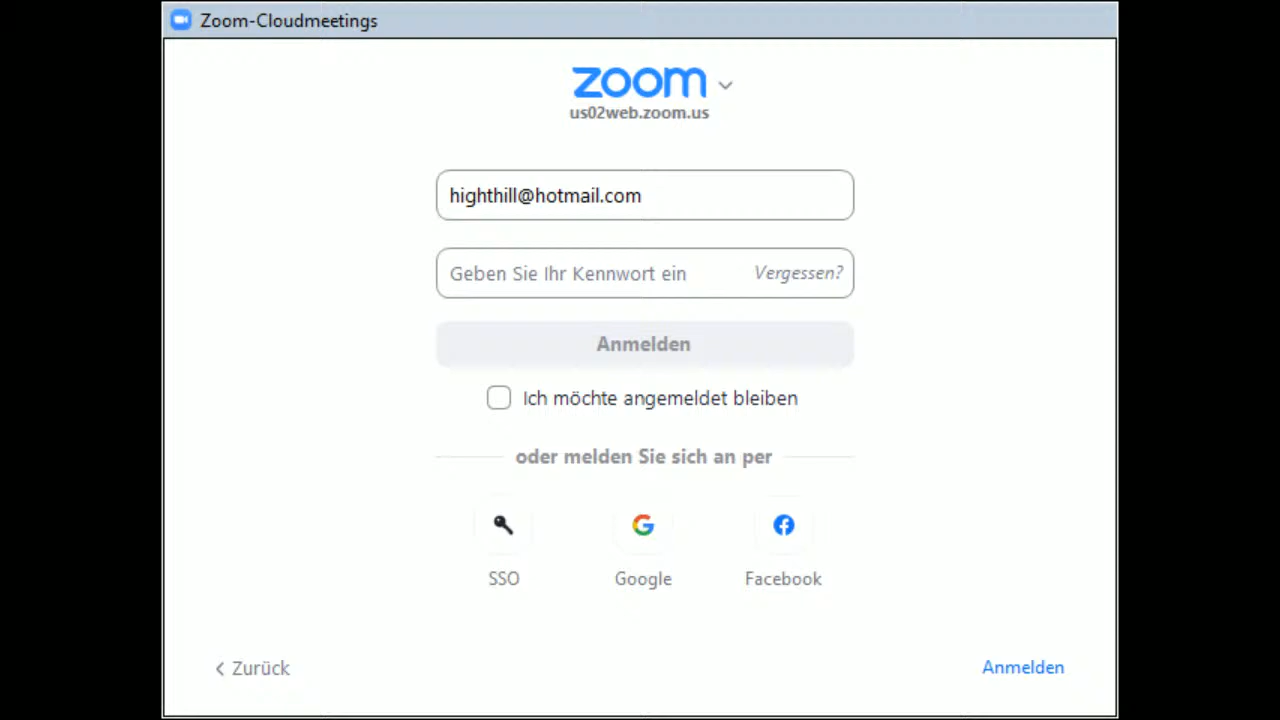 Zoom-Cloudmeetings
zoom
us02web.zoom.us
highthill@hotmail.com
Geben Sie Ihr Kennwort ein Vergessen?
Anmelden
Ich möchte angemeldet bleiben
oder melden Sie sich an per
SSO Google Facebook
Zurück Anmelden